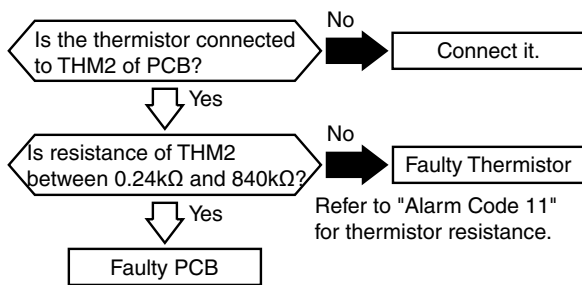 Is the thermistor connected
to THM2 of PCB?
No
Connect it.
Yes
Is resistance of THM2
between 0.24kΩ and 840kΩ?
No
Faulty Thermistor
Refer to "Alarm Code 11"
for thermistor resistance.
Yes
Faulty PCB